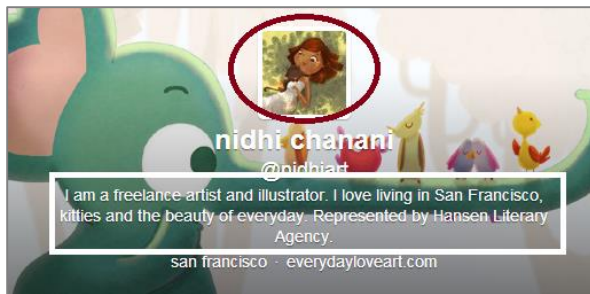 nidhi chanani
@nidhiart
I am a freelance artist and illustrator. I love living in San Francisco,
kitties and the beauty of everyday. Represented by Hansen Literary
Agency.
san francisco · everydayloveart.com